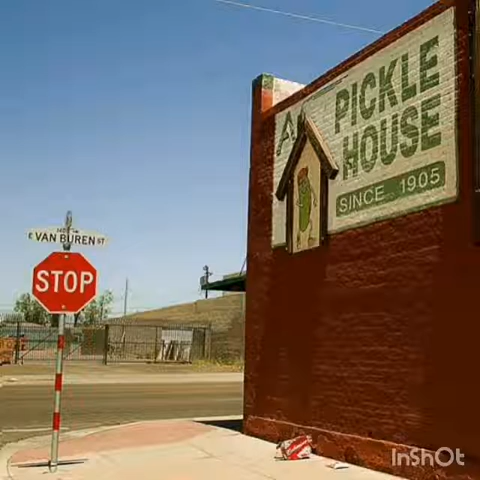 PICKLE
HOUSE
SINCE 1905
E VAN BUREN ST
STOP
InShOt